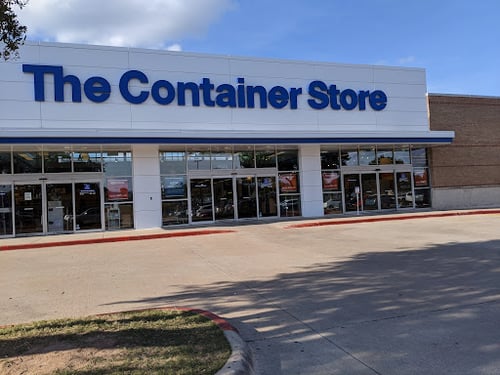 The Container Store